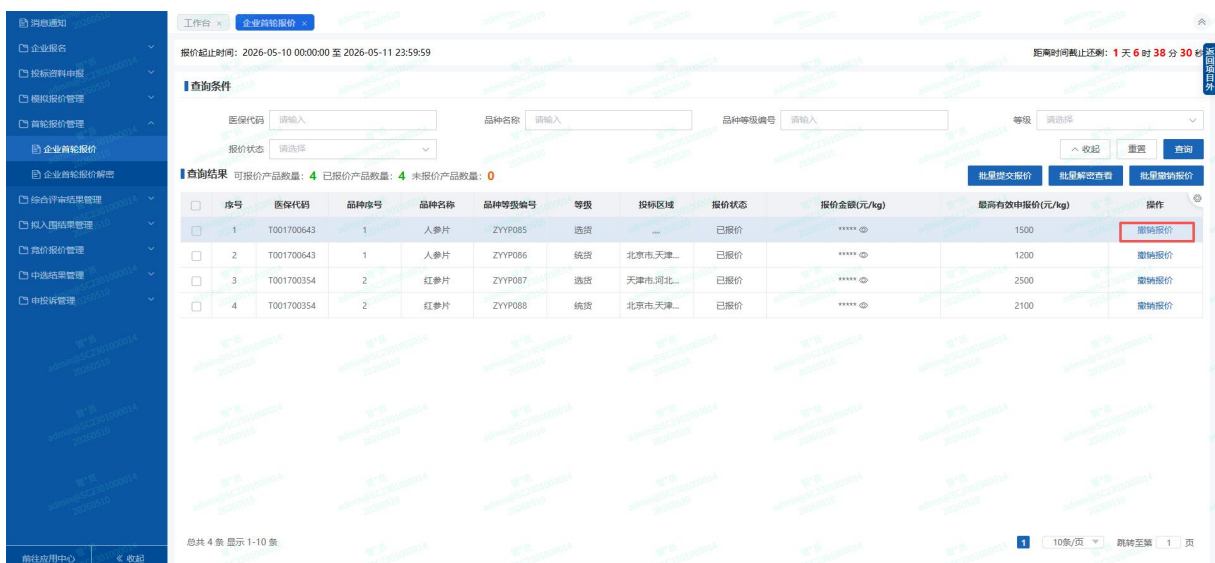 消息通知
企业报名
投标资料申报
模拟报价管理
首轮报价管理
企业首轮报价
企业首轮报价解密
综合评审结果管理
拟入围结果管理
竞价报价管理
中选结果管理
申投诉管理
前往应用中心 《 收起
工作台 × 企业首轮报价 ×
报价起止时间：2026-05-10 00:00:00 至 2026-05-11 23:59:59 距离时间截止还剩：1 天 6 时 38 分 30 秒
返回项目外
查询条件
医保代码 请输入 品种名称 请输入 品种等级编号 请输入 等级 请选择
报价状态 请选择 收起 重置 查询
查询结果 可报价产品数量：4 已报价产品数量：4 未报价产品数量：0 批量提交报价 批量解密查看 批量撤销报价
序号 医保代码 品种序号 品种名称 品种等级编号 等级 投标区域 报价状态 报价金额(元/kg) 最高有效申报价(元/kg) 操作
1 T001700643 1 人参片 ZYYP085 选货 ... 已报价 ***** 1500 撤销报价
2 T001700643 1 人参片 ZYYP086 统货 北京市,天津... 已报价 ***** 1200 撤销报价
3 T001700354 2 红参片 ZYYP087 选货 天津市,河北... 已报价 ***** 2500 撤销报价
4 T001700354 2 红参片 ZYYP088 统货 北京市,天津... 已报价 ***** 2100 撤销报价
总共 4 条 显示 1-10 条 1 10条/页 跳转至第 1 页